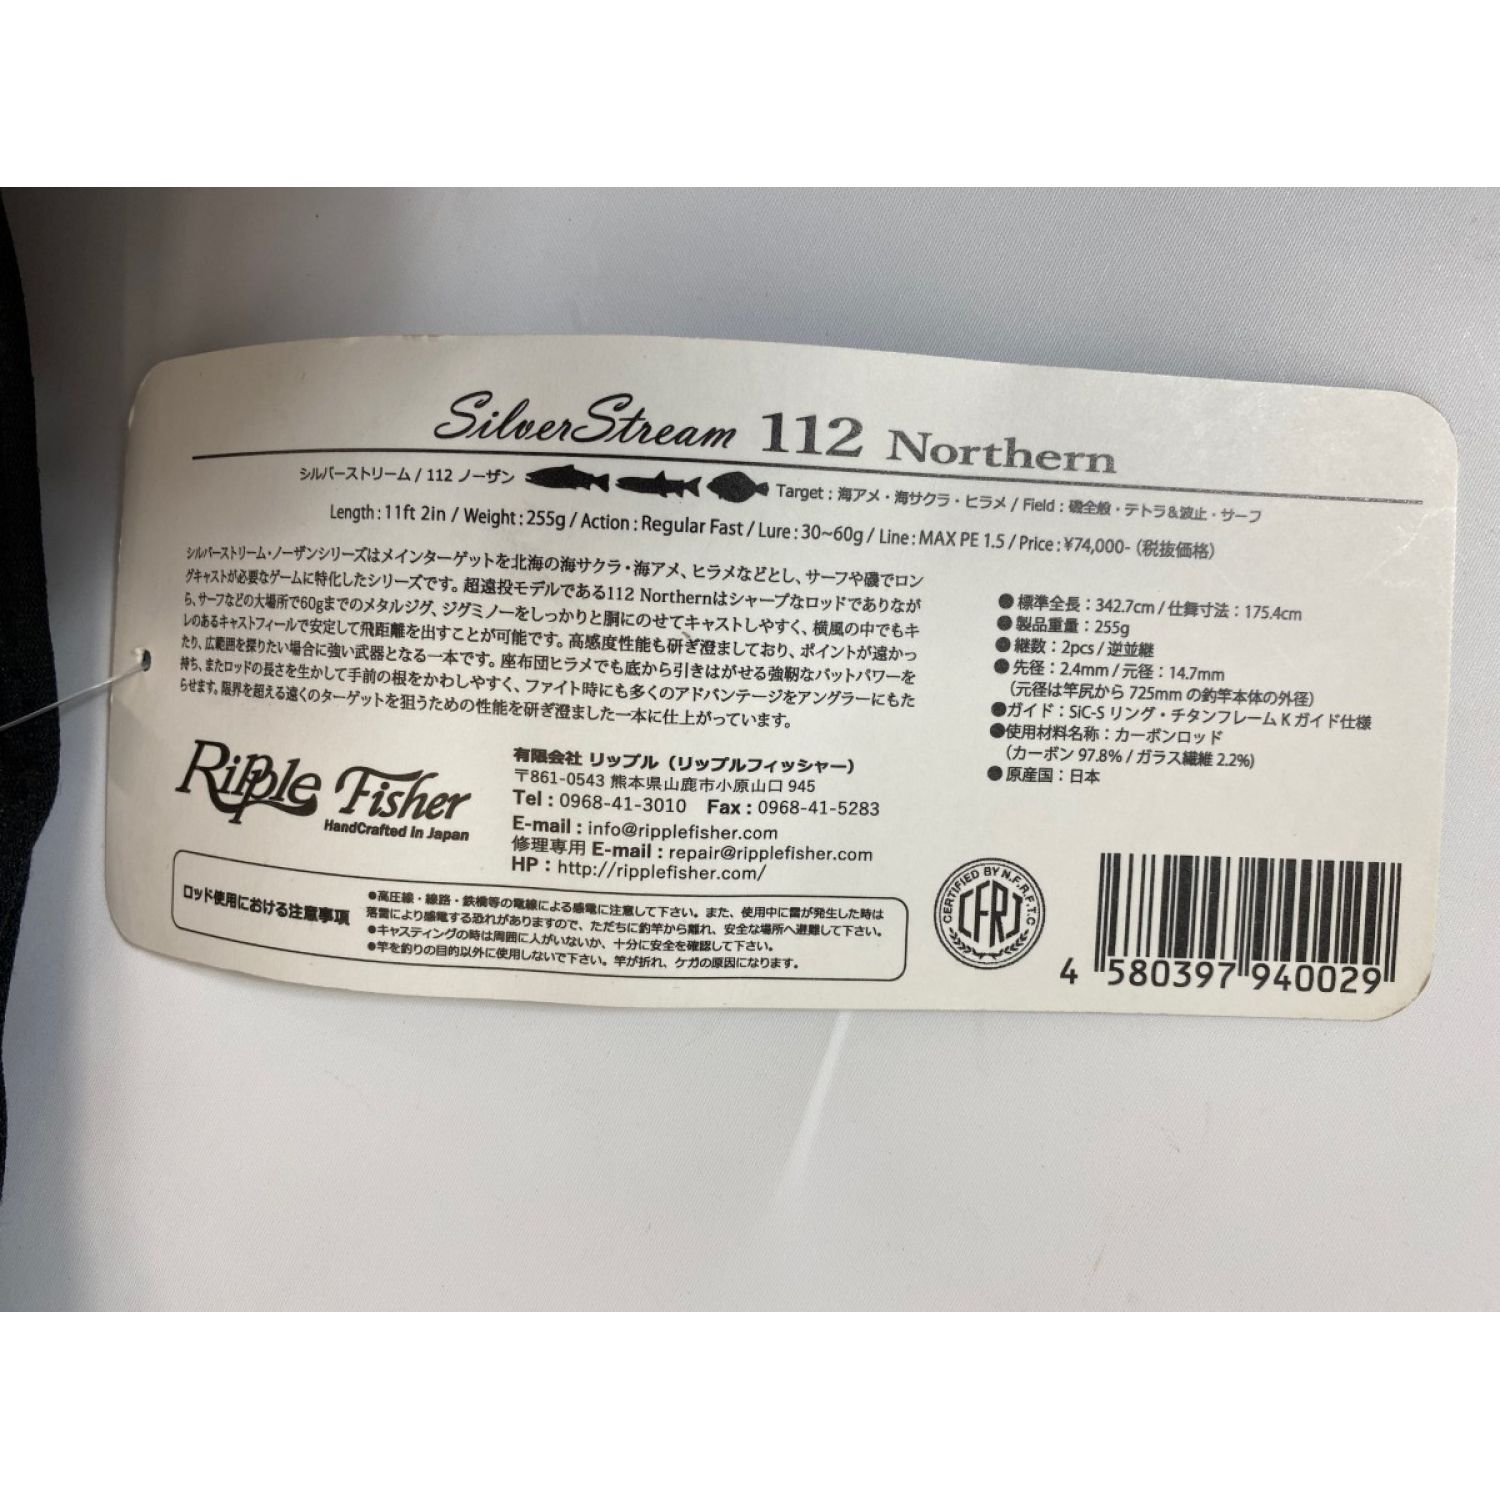 SilverStream 112 Northern
シルバーストリーム / 112 ノーザン
Target : 海アメ・海サクラ・ヒラメ / Field : 磯全般・テトラ&波止・サーフ
Length : 11ft 2in / Weight : 255g / Action : Regular Fast / Lure : 30~60g / Line : MAX PE 1.5 / Price : ¥74,000- (税抜価格)
シルバーストリーム・ノーザンシリーズはメインターゲットを北海の海サクラ・海アメ、ヒラメなどとし、サーフや磯でロン
グキャストが必要なゲームに特化したシリーズです。超遠投モデルである112 Northernはシャープなロッドでありなが
ら、サーフなどの大場所で60gまでのメタルジグ、ジグミノーをしっかりと胴にのせてキャストしやすく、横風の中でもキ
レのあるキャストフィールで安定して飛距離を出すことが可能です。高感度性能も研ぎ澄ましており、ポイントが遠かっ
たり、広範囲を探りたい場合に強い武器となる一本です。座布団ヒラメでも底から引きはがせる強靭なバットパワーを
持ち、またロッドの長さを生かして手前の根をかわしやすく、ファイト時にも多くのアドバンテージをアングラーにもた
らせます。限界を超える遠くのターゲットを狙うための性能を研ぎ澄ました一本に仕上がっています。
●標準全長：342.7cm / 仕舞寸法：175.4cm
●製品重量：255g
●継数：2pcs / 逆並継
●先径：2.4mm / 元径：14.7mm
（元径は竿尻から 725mm の釣竿本体の外径）
●ガイド：SiC-S リング・チタンフレーム K ガイド仕様
●使用材料名称：カーボンロッド
（カーボン 97.8% / ガラス繊維 2.2%）
●原産国：日本
Ripple Fisher
HandCrafted In Japan
有限会社 リップル（リップルフィッシャー）
〒861-0543 熊本県山鹿市小原山口 945
Tel : 0968-41-3010 Fax : 0968-41-5283
E-mail : info@ripplefisher.com
修理専用 E-mail : repair@ripplefisher.com
HP : http://ripplefisher.com/
ロッド使用における注意事項
●高圧線・線路・鉄橋等の電線による感電に注意して下さい。また、使用中に雷が発生した時は
落雷により感電する恐れがありますので、ただちに釣竿から離れ、安全な場所へ避難して下さい。
●キャスティングの時は周囲に人がいないか、十分に安全を確認して下さい。
●竿を釣りの目的以外に使用しないで下さい。竿が折れ、ケガの原因になります。
CERTIFIED BY N.F.R.F.T.C
CFRJ
4 580397 940029